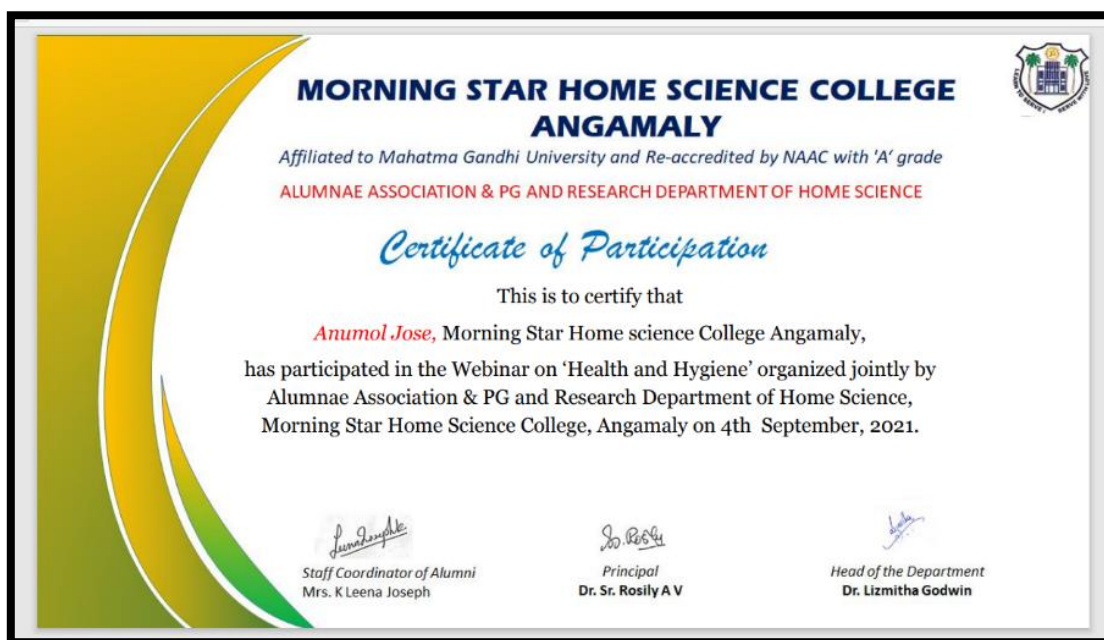 MORNING STAR HOME SCIENCE COLLEGE
ANGAMALY
Affiliated to Mahatma Gandhi University and Re-accredited by NAAC with 'A‘ grade
ALUMNAE ASSOCIATION & PG AND RESEARCH DEPARTMENT OF HOME SCIENCE
Certificate of Participation
This is to certify that
Anumol Jose, Morning Star Home science College Angamaly,
has participated in the Webinar on ‘Health and Hygiene’ organized jointly by
Alumnae Association & PG and Research Department of Home Science,
Morning Star Home Science College, Angamaly on 4th September, 2021.
Sr. Rosily
Staff Coordinator of Alumni
Mrs. K Leena Joseph
Principal
Dr. Sr. Rosily A V
Head of the Department
Dr. Lizmitha Godwin